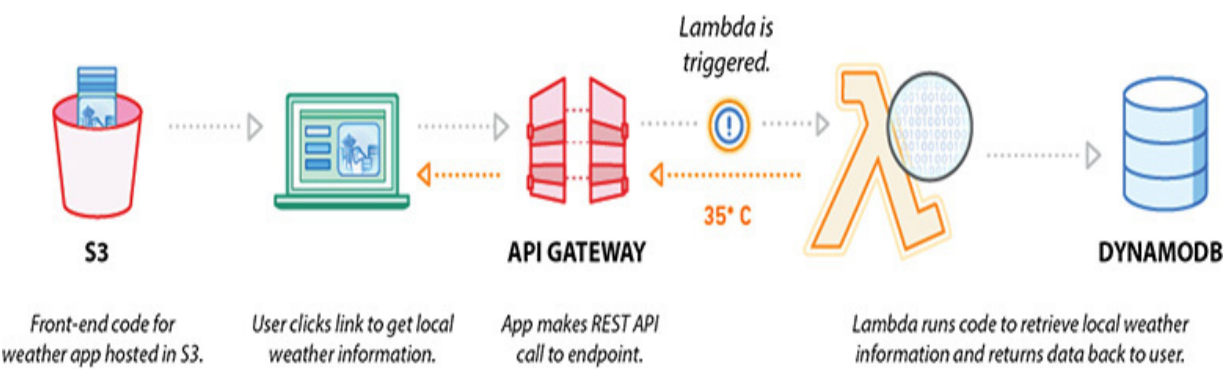 Lambda is
triggered.
35° C
S3
API GATEWAY
DYNAMODB
Front-end code for
weather app hosted in S3.
User clicks link to get local
weather information.
App makes REST API
call to endpoint.
Lambda runs code to retrieve local weather
information and returns data back to user.